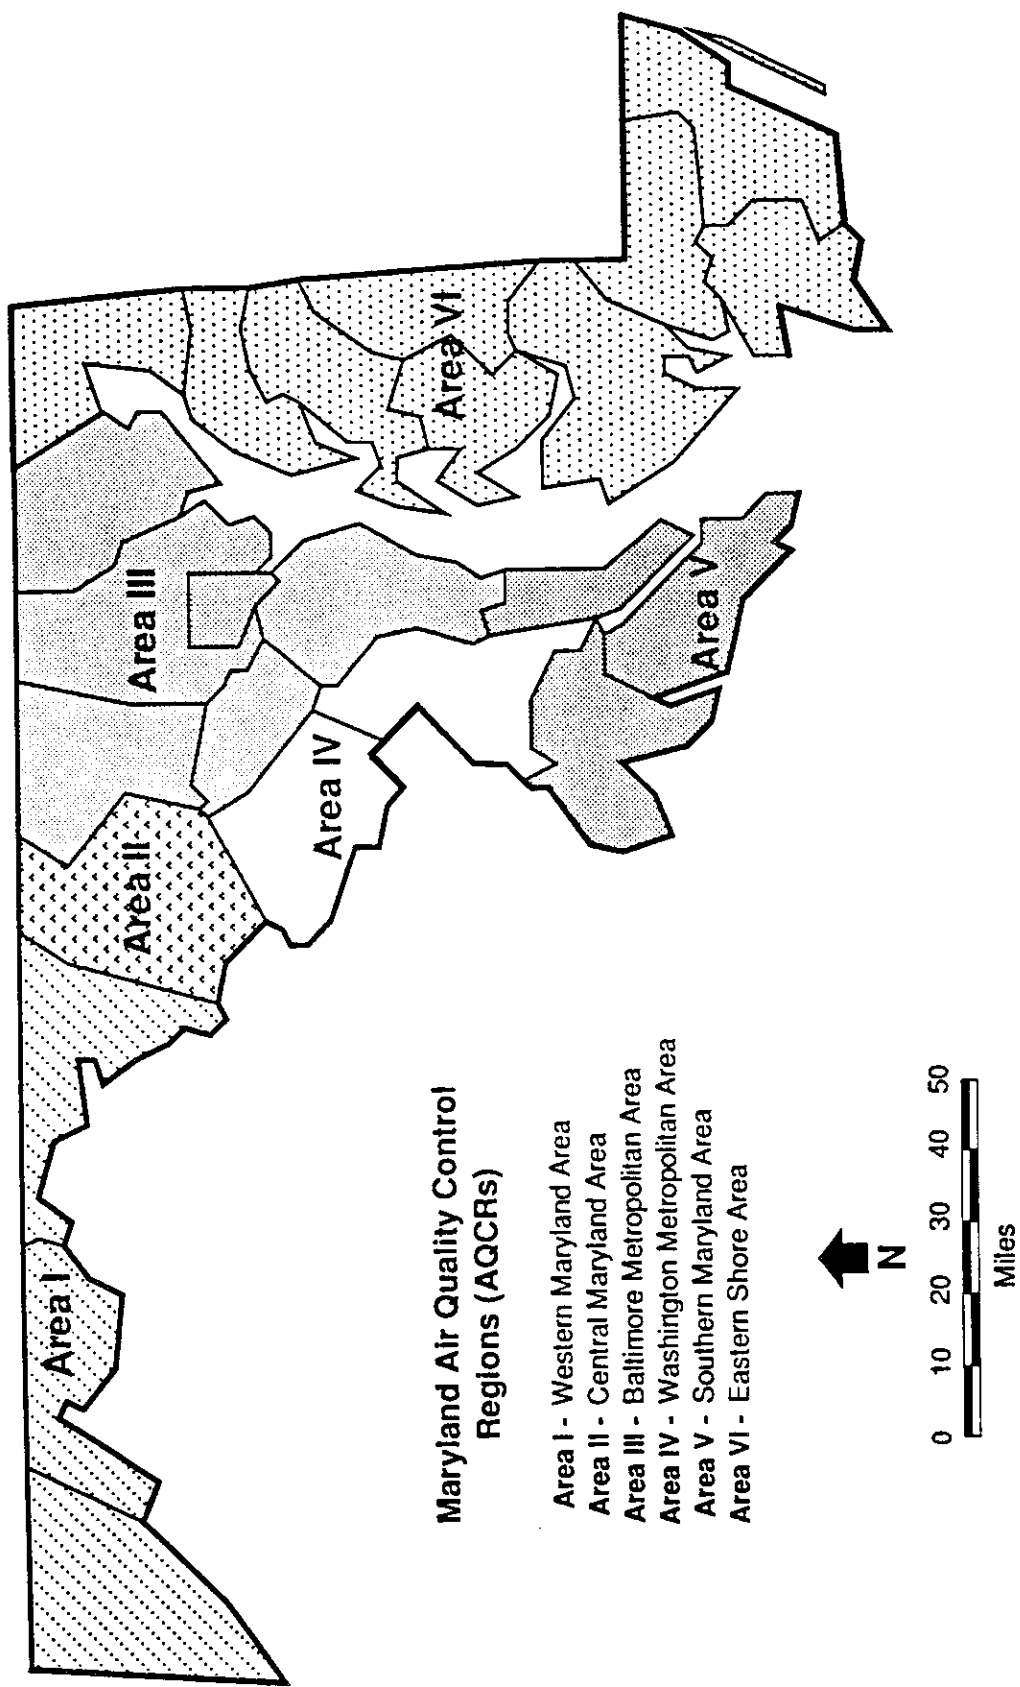 Area I
Area II
Area III
Area IV
Area V
Area VI
Maryland Air Quality Control
Regions (AQCRs)
Area I - Western Maryland Area
Area II - Central Maryland Area
Area III - Baltimore Metropolitan Area
Area IV - Washington Metropolitan Area
Area V - Southern Maryland Area
Area VI - Eastern Shore Area
N
0 10 20 30 40 50
Miles